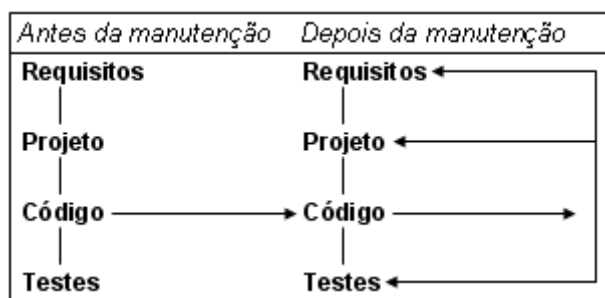 Antes da manutenção Depois da manutenção
Requisitos Requisitos
Projeto Projeto
Código Código
Testes Testes